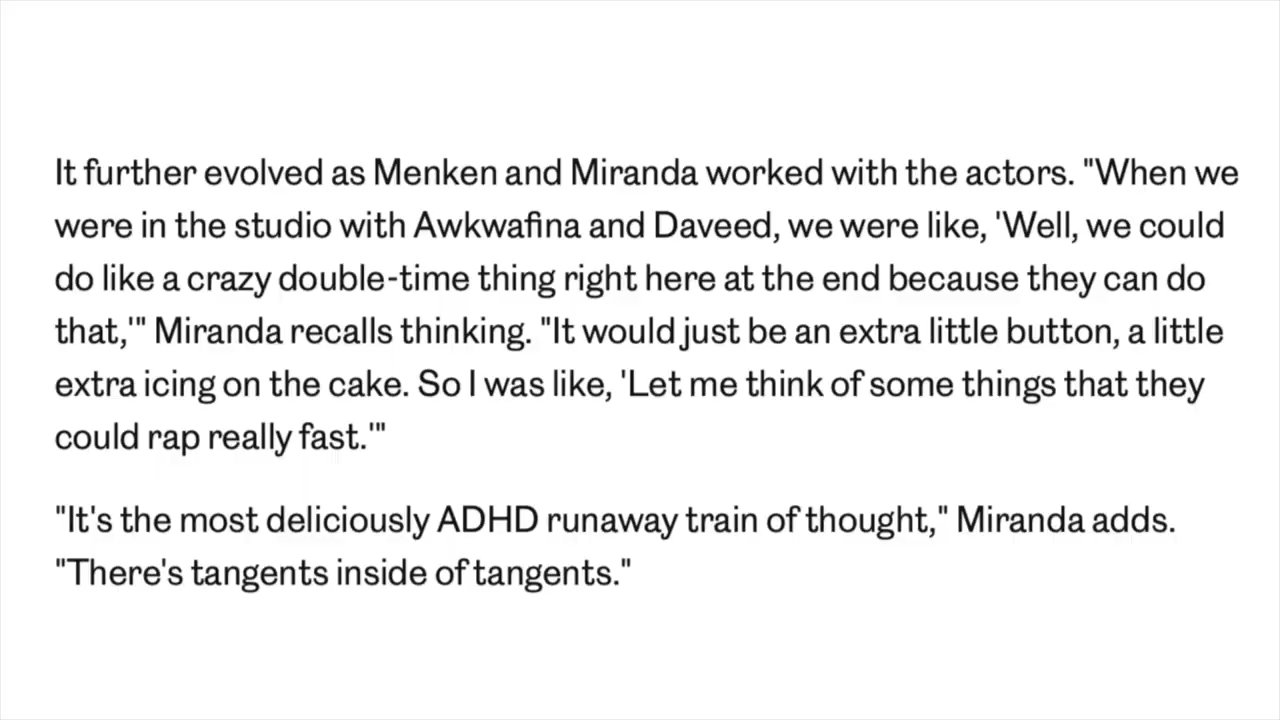 It further evolved as Menken and Miranda worked with the actors. "When we
were in the studio with Awkwafina and Daveed, we were like, 'Well, we could
do like a crazy double-time thing right here at the end because they can do
that,'" Miranda recalls thinking. "It would just be an extra little button, a little
extra icing on the cake. So I was like, 'Let me think of some things that they
could rap really fast.'"
"It's the most deliciously ADHD runaway train of thought," Miranda adds.
"There's tangents inside of tangents."